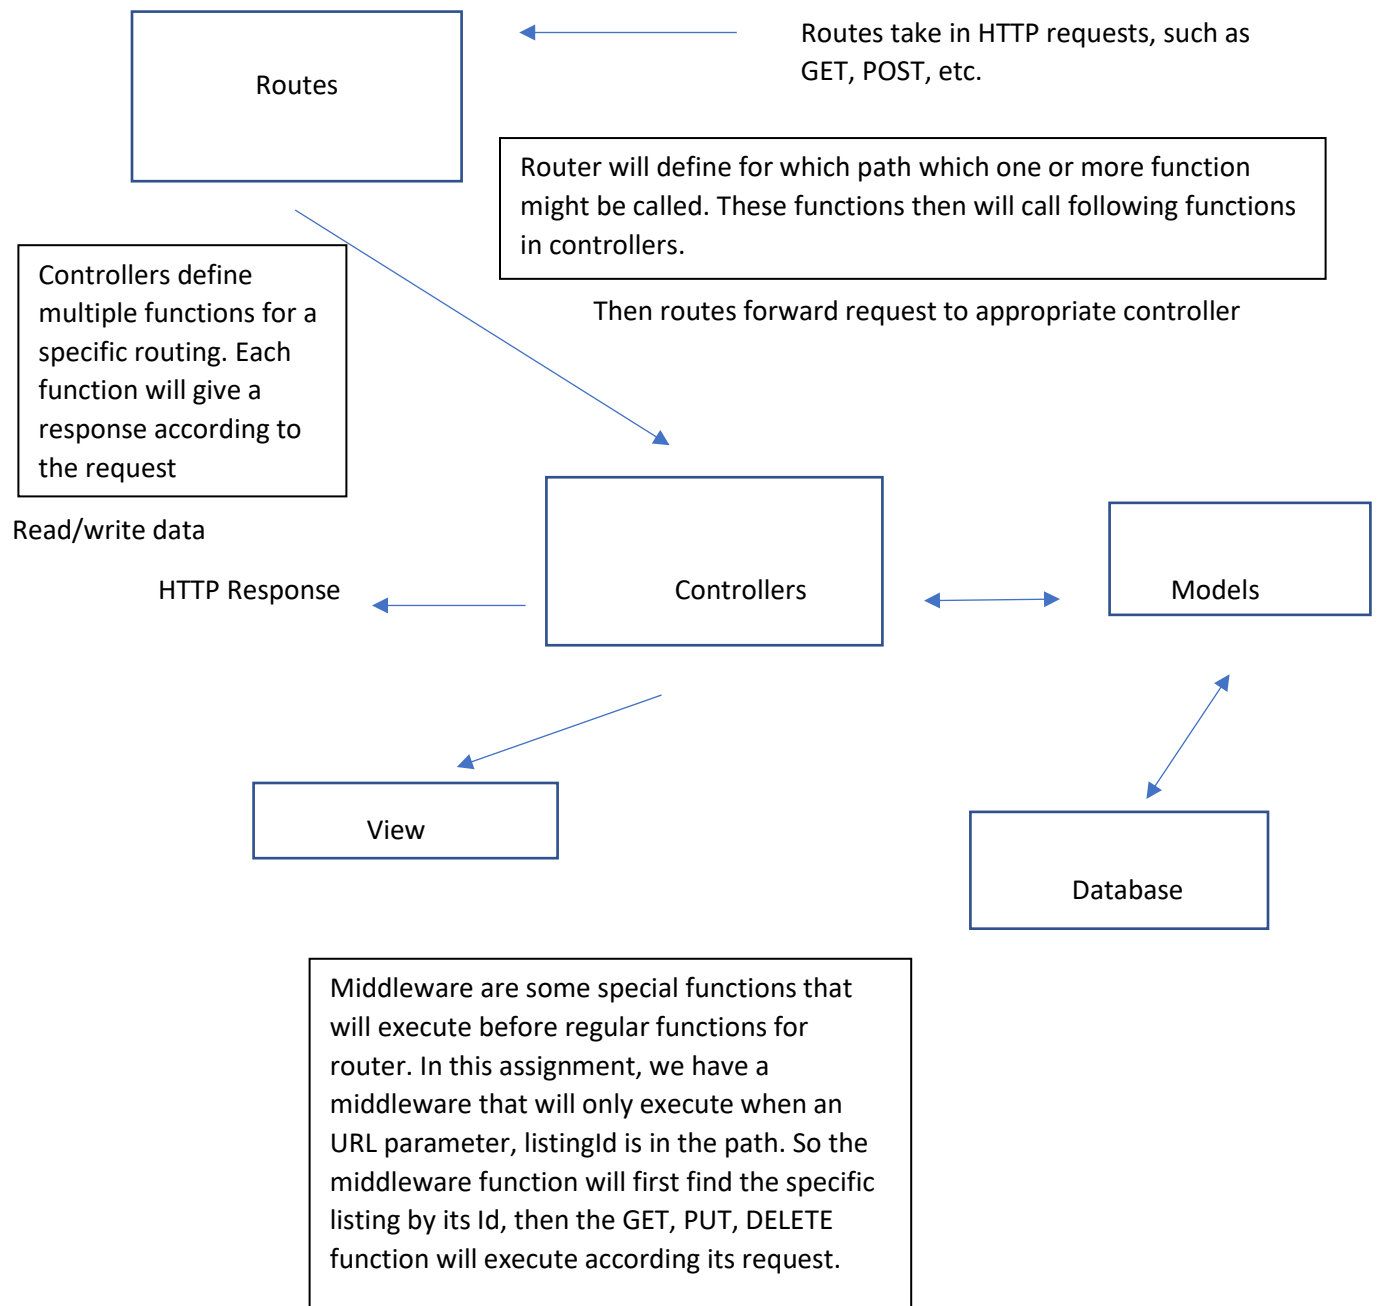 Routes take in HTTP requests, such as
GET, POST, etc.
Routes
Router will define for which path which one or more function
might be called. These functions then will call following functions
in controllers.
Controllers define
multiple functions for a
specific routing. Each
function will give a
response according to
the request
Then routes forward request to appropriate controller
Read/write data
HTTP Response
Controllers
Models
View
Database
Middleware are some special functions that
will execute before regular functions for
router. In this assignment, we have a
middleware that will only execute when an
URL parameter, listingId is in the path. So the
middleware function will first find the specific
listing by its Id, then the GET, PUT, DELETE
function will execute according its request.